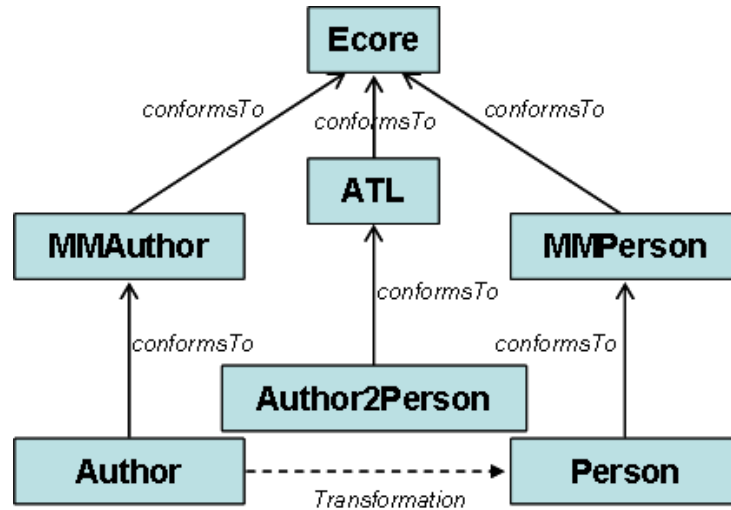 Ecore
conformsTo
conformsTo
conformsTo
ATL
MMAuthor
MMPerson
conformsTo
conformsTo
conformsTo
Author2Person
Author
Person
Transformation